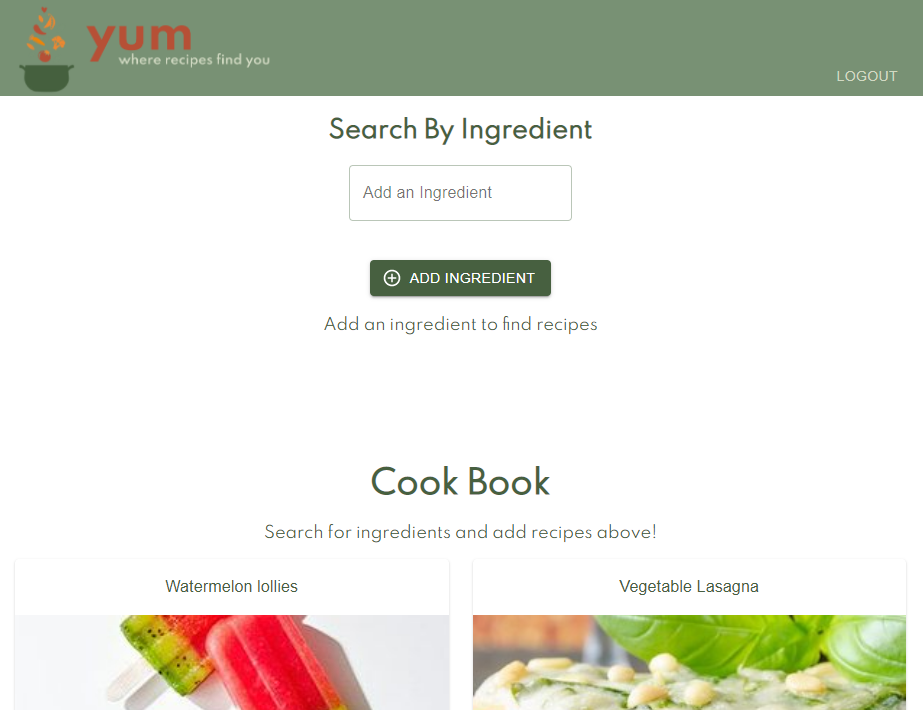 yum
where recipes find you
LOGOUT
Search By Ingredient
Add an Ingredient
ADD INGREDIENT
Add an ingredient to find recipes
Cook Book
Search for ingredients and add recipes above!
Watermelon lollies
Vegetable Lasagna